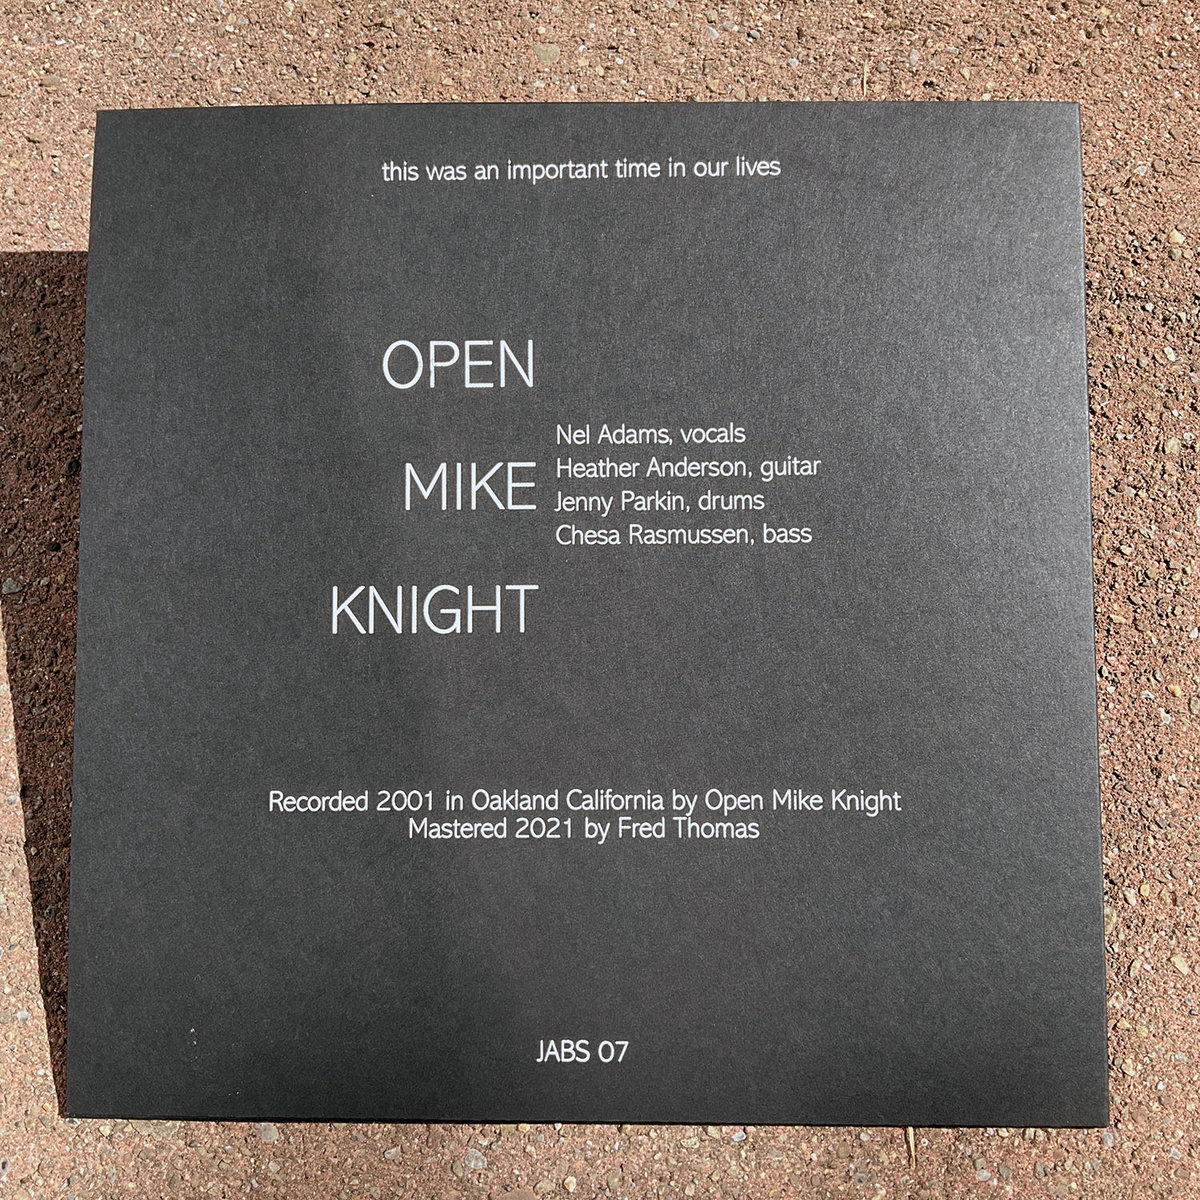 this was an important time in our lives
OPEN
MIKE
KNIGHT
Nel Adams, vocals
Heather Anderson, guitar
Jenny Parkin, drums
Chesa Rasmussen, bass
Recorded 2001 in Oakland California by Open Mike Knight
Mastered 2021 by Fred Thomas
JABS 07